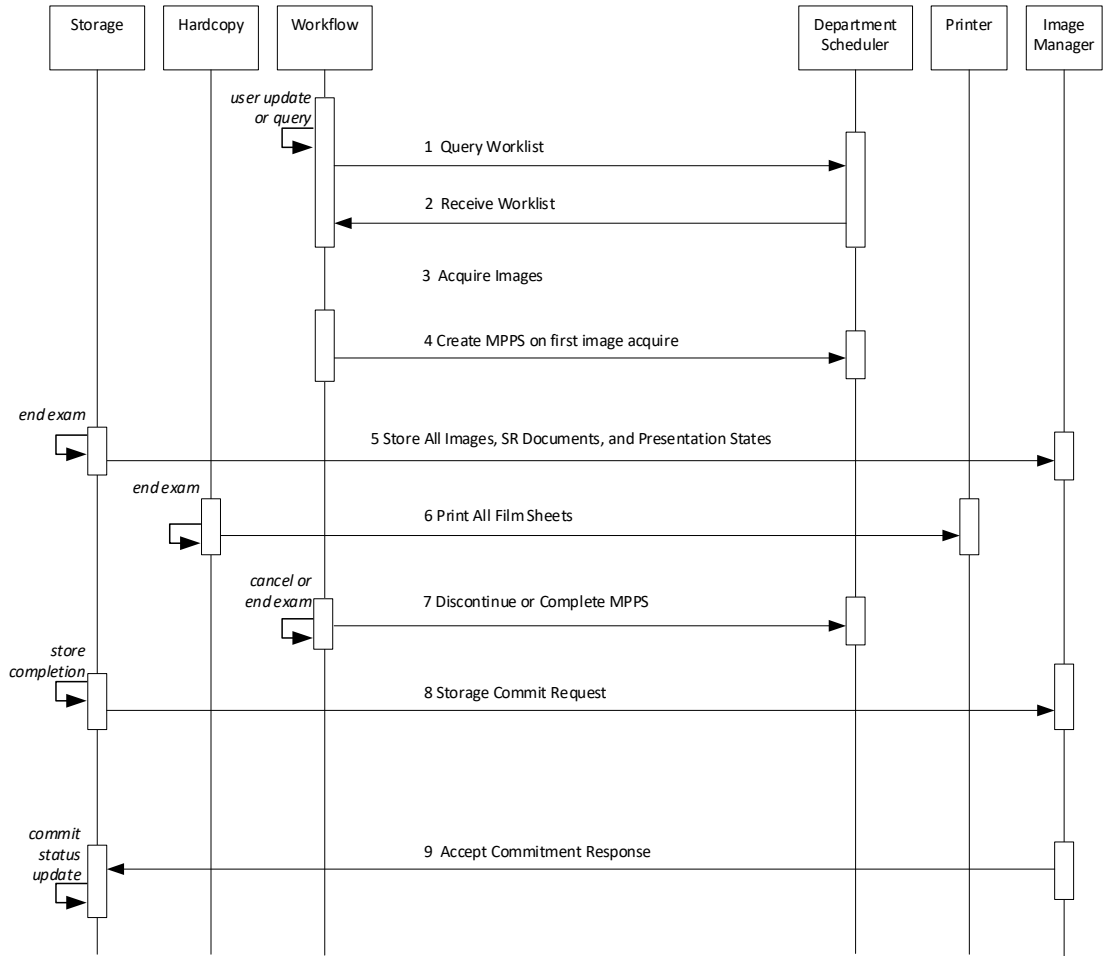 Storage
Hardcopy
Workflow
Department
Scheduler
Printer
Image
Manager
user update
or query
1 Query Worklist
2 Receive Worklist
3 Acquire Images
4 Create MPPS on first image acquire
end exam
5 Store All Images, SR Documents, and Presentation States
end exam
6 Print All Film Sheets
cancel or
end exam
7 Discontinue or Complete MPPS
store
completion
8 Storage Commit Request
commit
status
update
9 Accept Commitment Response